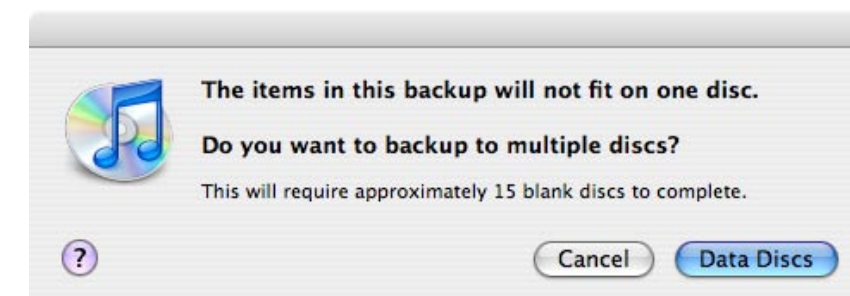 The items in this backup will not fit on one disc.
Do you want to backup to multiple discs?
This will require approximately 15 blank discs to complete.
?
Cancel
Data Discs